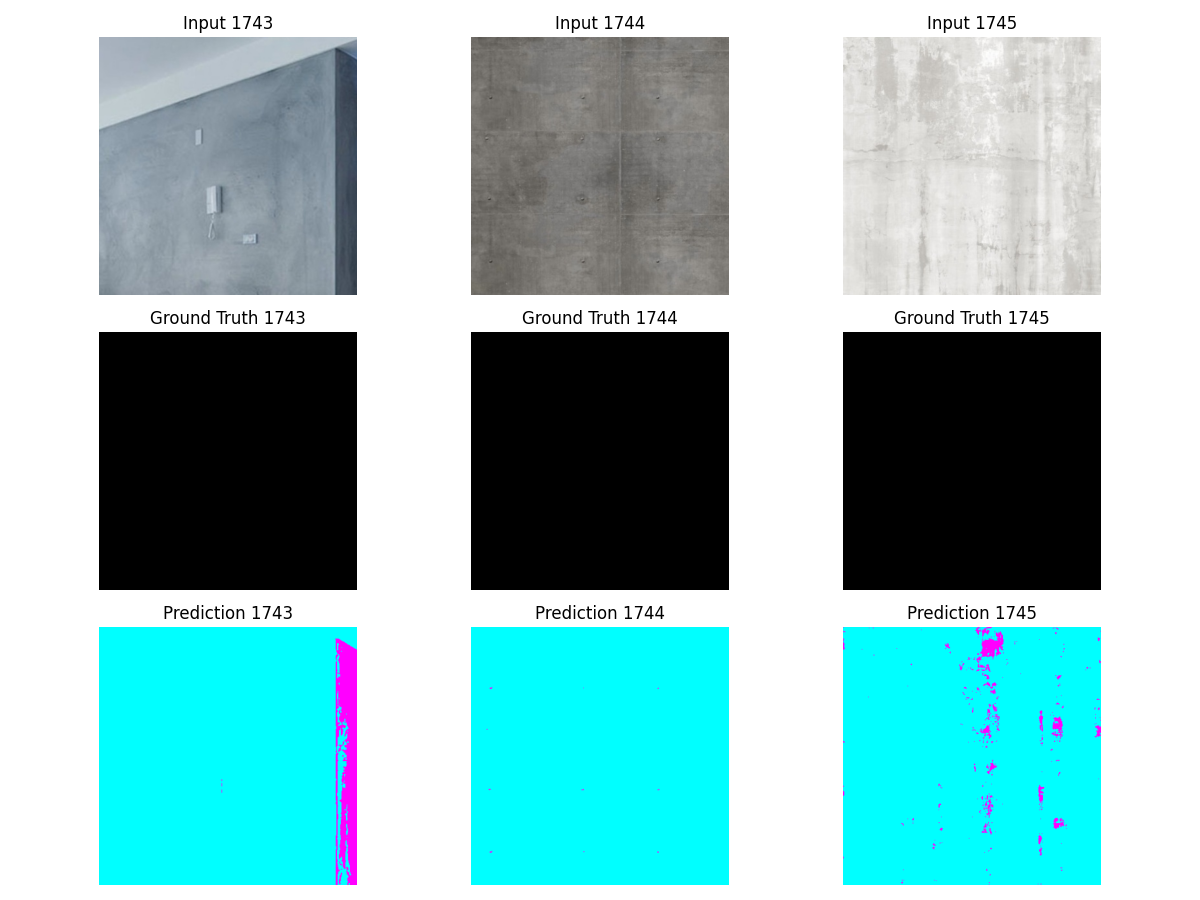 Input 1743
Input 1744
Input 1745
Ground Truth 1743
Ground Truth 1744
Ground Truth 1745
Prediction 1743
Prediction 1744
Prediction 1745